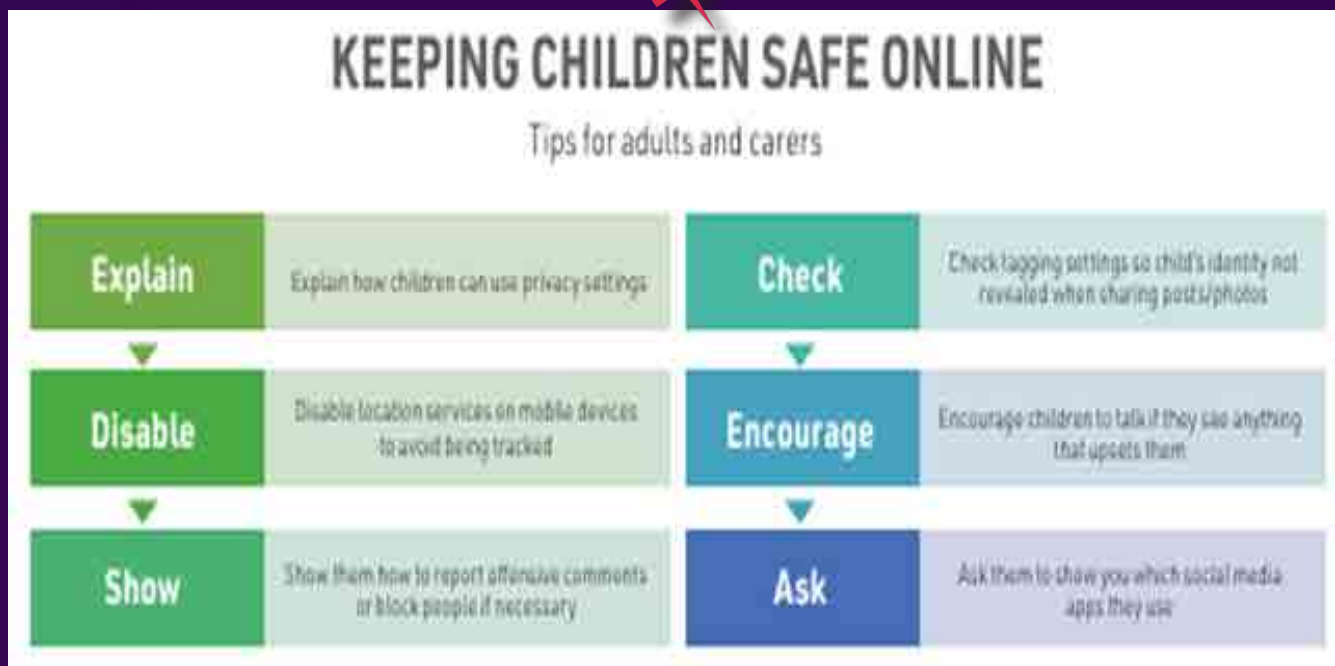 KEEPING CHILDREN SAFE ONLINE
Tips for adults and carers
Explain
Explain how children can use privacy settings
Disable
Disable location services on mobile devices
to avoid being tracked
Show
Show them how to report offensive comments
or block people if necessary
Check
Check tagging settings so child's identity not
revealed when sharing posts/photos
Encourage
Encourage children to talk if they see anything
that upsets them
Ask
Ask them to show you which social media
apps they use